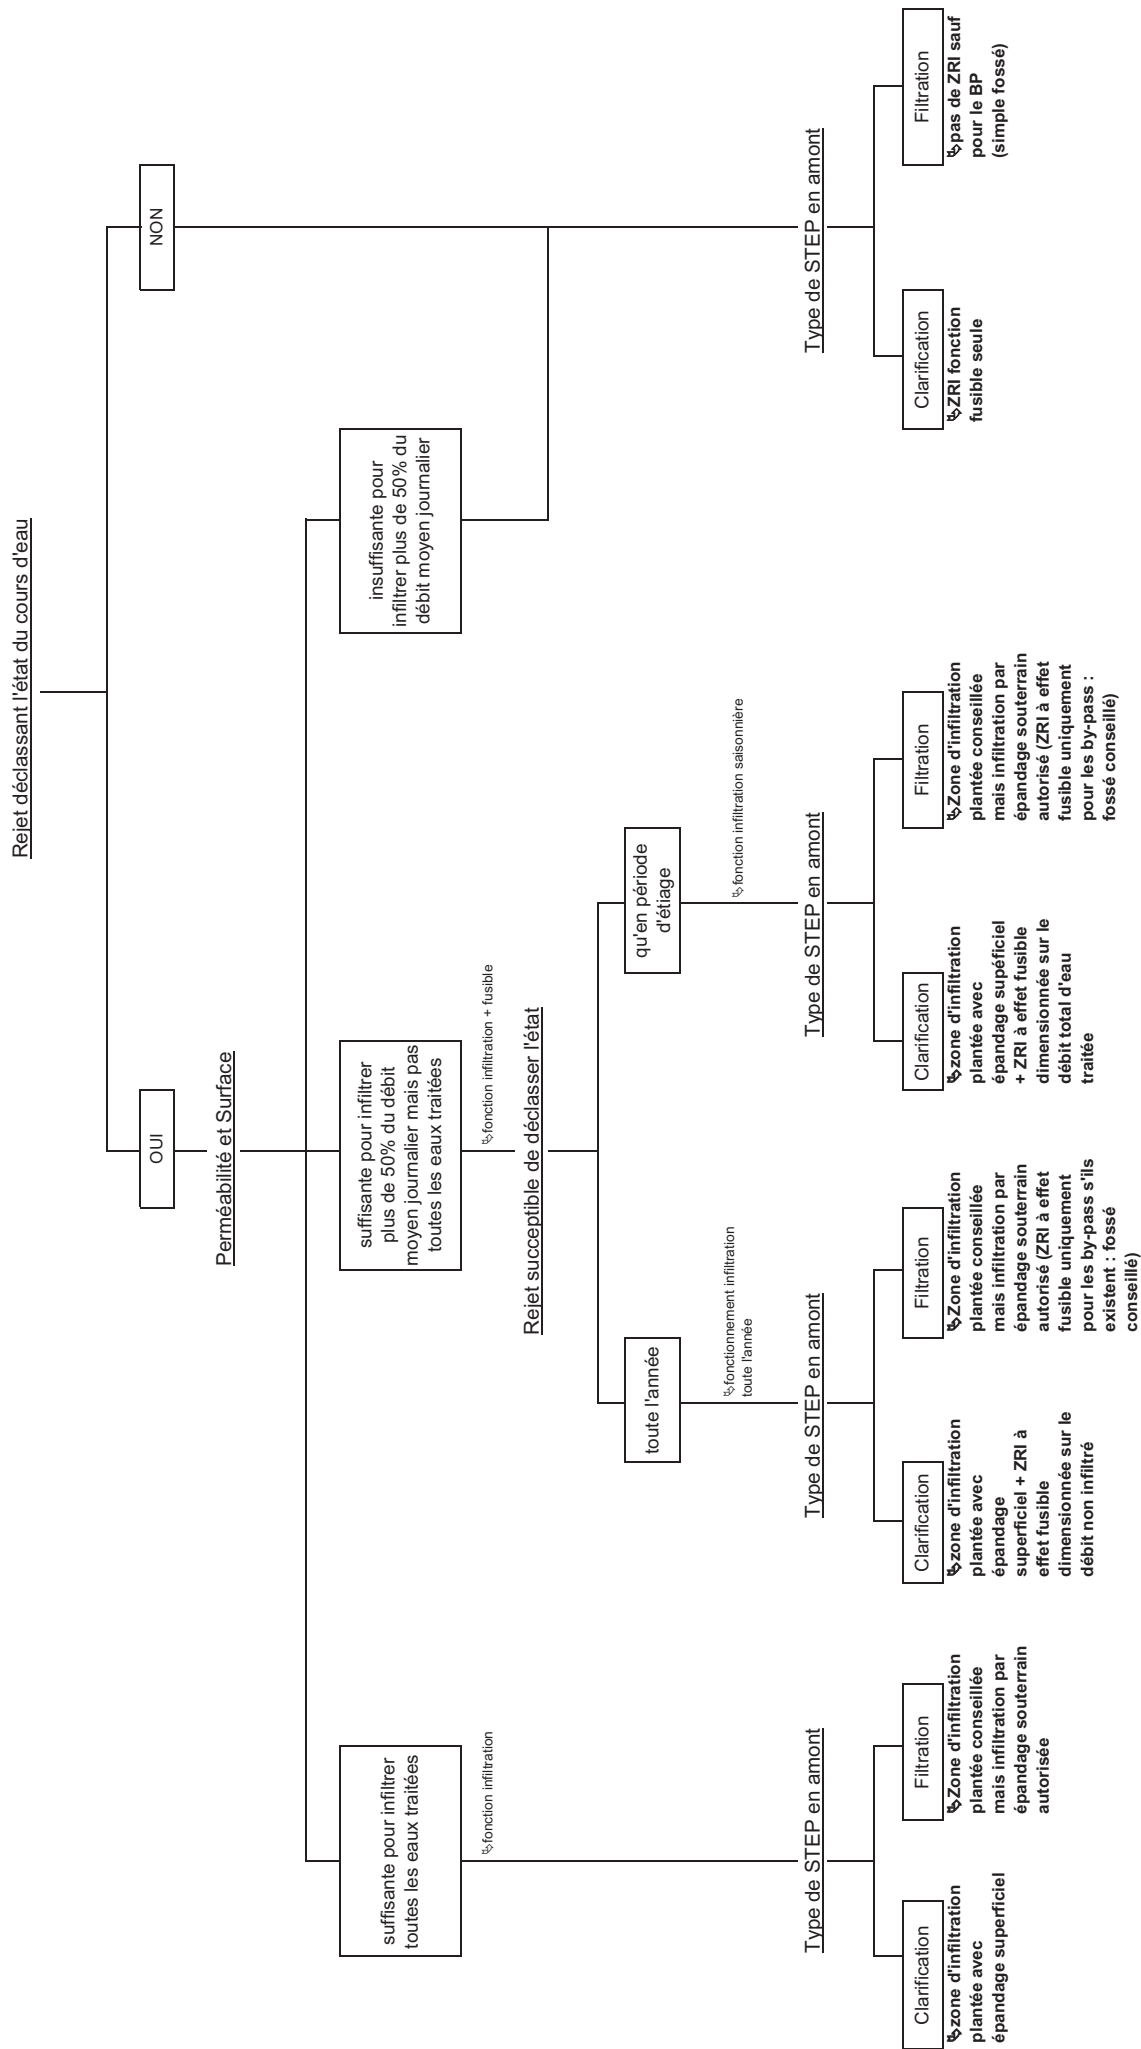 Rejet déclassant l'état du cours d'eau
OUI
NON
Perméabilité et Surface
suffisante pour infiltrer
toutes les eaux traitées
suffisante pour infiltrer
plus de 50% du débit
moyen journalier mais pas
toutes les eaux traitées
insuffisante pour
infiltrer plus de 50% du
débit moyen journalier
fonction infiltration
fonction infiltration + fusible
Rejet succeptible de déclasser l'état
toute l'année
qu'en période
d'étiage
fonctionnement infiltration
toute l'année
fonction infiltration saisonnière
Type de STEP en amont
Type de STEP en amont
Type de STEP en amont
Type de STEP en amont
Clarification
zone d'infiltration
plantée avec
épandage superficiel
Filtration
Zone d'infiltration
plantée conseillée
mais infiltration par
épandage souterrain
autorisée
Clarification
zone d'infiltration
plantée avec
épandage
superficiel + ZRI à
effet fusible
dimensionnée sur le
débit non infiltré
Filtration
Zone d'infiltration
plantée conseillée
mais infiltration par
épandage souterrain
autorisé (ZRI à effet
fusible uniquement
pour les by-pass s'ils
existent : fossé
conseillé)
Clarification
zone d'infiltration
plantée avec
épandage supéficiel
+ ZRI à effet fusible
dimensionnée sur le
débit total d'eau
traitée
Filtration
Zone d'infiltration
plantée conseillée
mais infiltration par
épandage souterrain
autorisé (ZRI à effet
fusible uniquement
pour les by-pass :
fossé conseillé)
Clarification
ZRI fonction
fusible seule
Filtration
pas de ZRI sauf
pour le BP
(simple fossé)